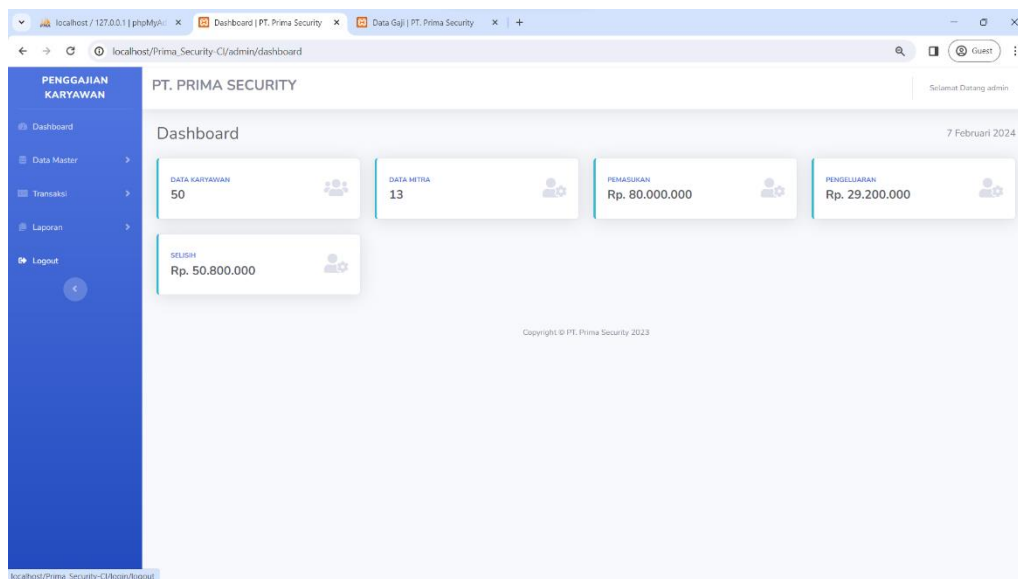 localhost / 127.0.0.1 | phpMyAd
Dashboard | PT. Prima Security
Data Gaji | PT. Prima Security
localhost/Prima_Security-CI/admin/dashboard
Guest
PENGGAJIAN
KARYAWAN
PT. PRIMA SECURITY
Selamat Datang admin
Dashboard
Data Master
Transaksi
Laporan
Logout
Dashboard
7 Februari 2024
DATA KARYAWAN
50
DATA MITRA
13
PEMASUKAN
Rp. 80.000.000
PENGELUARAN
Rp. 29.200.000
SELISIH
Rp. 50.800.000
Copyright © PT. Prima Security 2023
localhost/Prima_Security-CI/login/logout